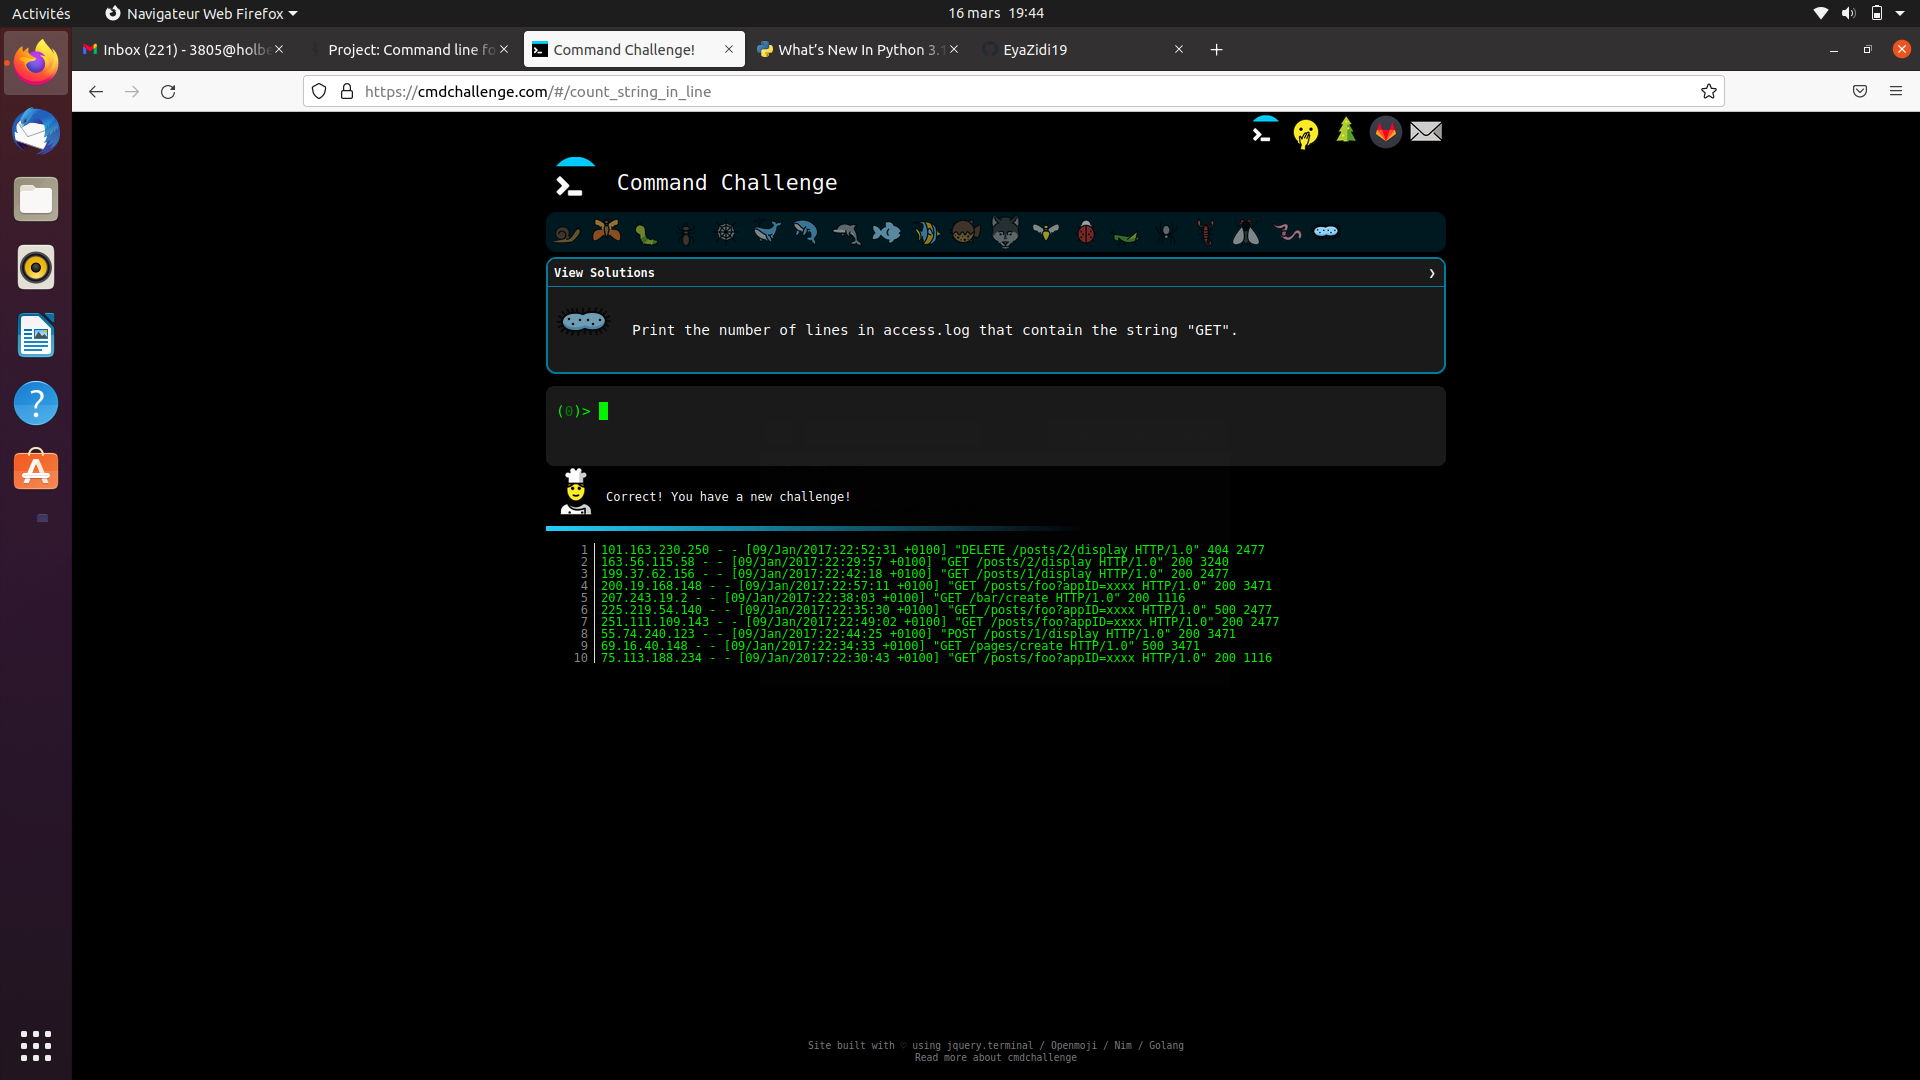 Activités
Navigateur Web Firefox
16 mars 19:44
Inbox (221) - 3805@holbe
Project: Command line fo
Command Challenge!
What's New In Python 3.1
EyaZidi19
https://cmdchallenge.com/#/count_string_in_line
Command Challenge
View Solutions
Print the number of lines in access.log that contain the string "GET".
(0)>
Correct! You have a new challenge!
1 101.163.230.250 - - [09/Jan/2017:22:52:31 +0100] "DELETE /posts/2/display HTTP/1.0" 404 2477
2 163.56.115.58 - - [09/Jan/2017:22:29:57 +0100] "GET /posts/2/display HTTP/1.0" 200 3240
3 199.37.62.156 - - [09/Jan/2017:22:42:18 +0100] "GET /posts/1/display HTTP/1.0" 200 2477
4 200.19.168.148 - - [09/Jan/2017:22:57:11 +0100] "GET /posts/foo?appID=xxxx HTTP/1.0" 200 3471
5 207.243.19.2 - - [09/Jan/2017:22:38:03 +0100] "GET /bar/create HTTP/1.0" 200 1116
6 225.219.54.140 - - [09/Jan/2017:22:35:30 +0100] "GET /posts/foo?appID=xxxx HTTP/1.0" 500 2477
7 251.111.109.143 - - [09/Jan/2017:22:49:02 +0100] "GET /posts/foo?appID=xxxx HTTP/1.0" 200 2477
8 55.74.240.123 - - [09/Jan/2017:22:44:25 +0100] "POST /posts/1/display HTTP/1.0" 200 3471
9 69.16.40.148 - - [09/Jan/2017:22:34:33 +0100] "GET /pages/create HTTP/1.0" 500 3471
10 75.113.188.234 - - [09/Jan/2017:22:30:43 +0100] "GET /posts/foo?appID=xxxx HTTP/1.0" 200 1116
Site built with ♡ using jquery.terminal / Openmoji / Nim / Golang
Read more about cmdchallenge